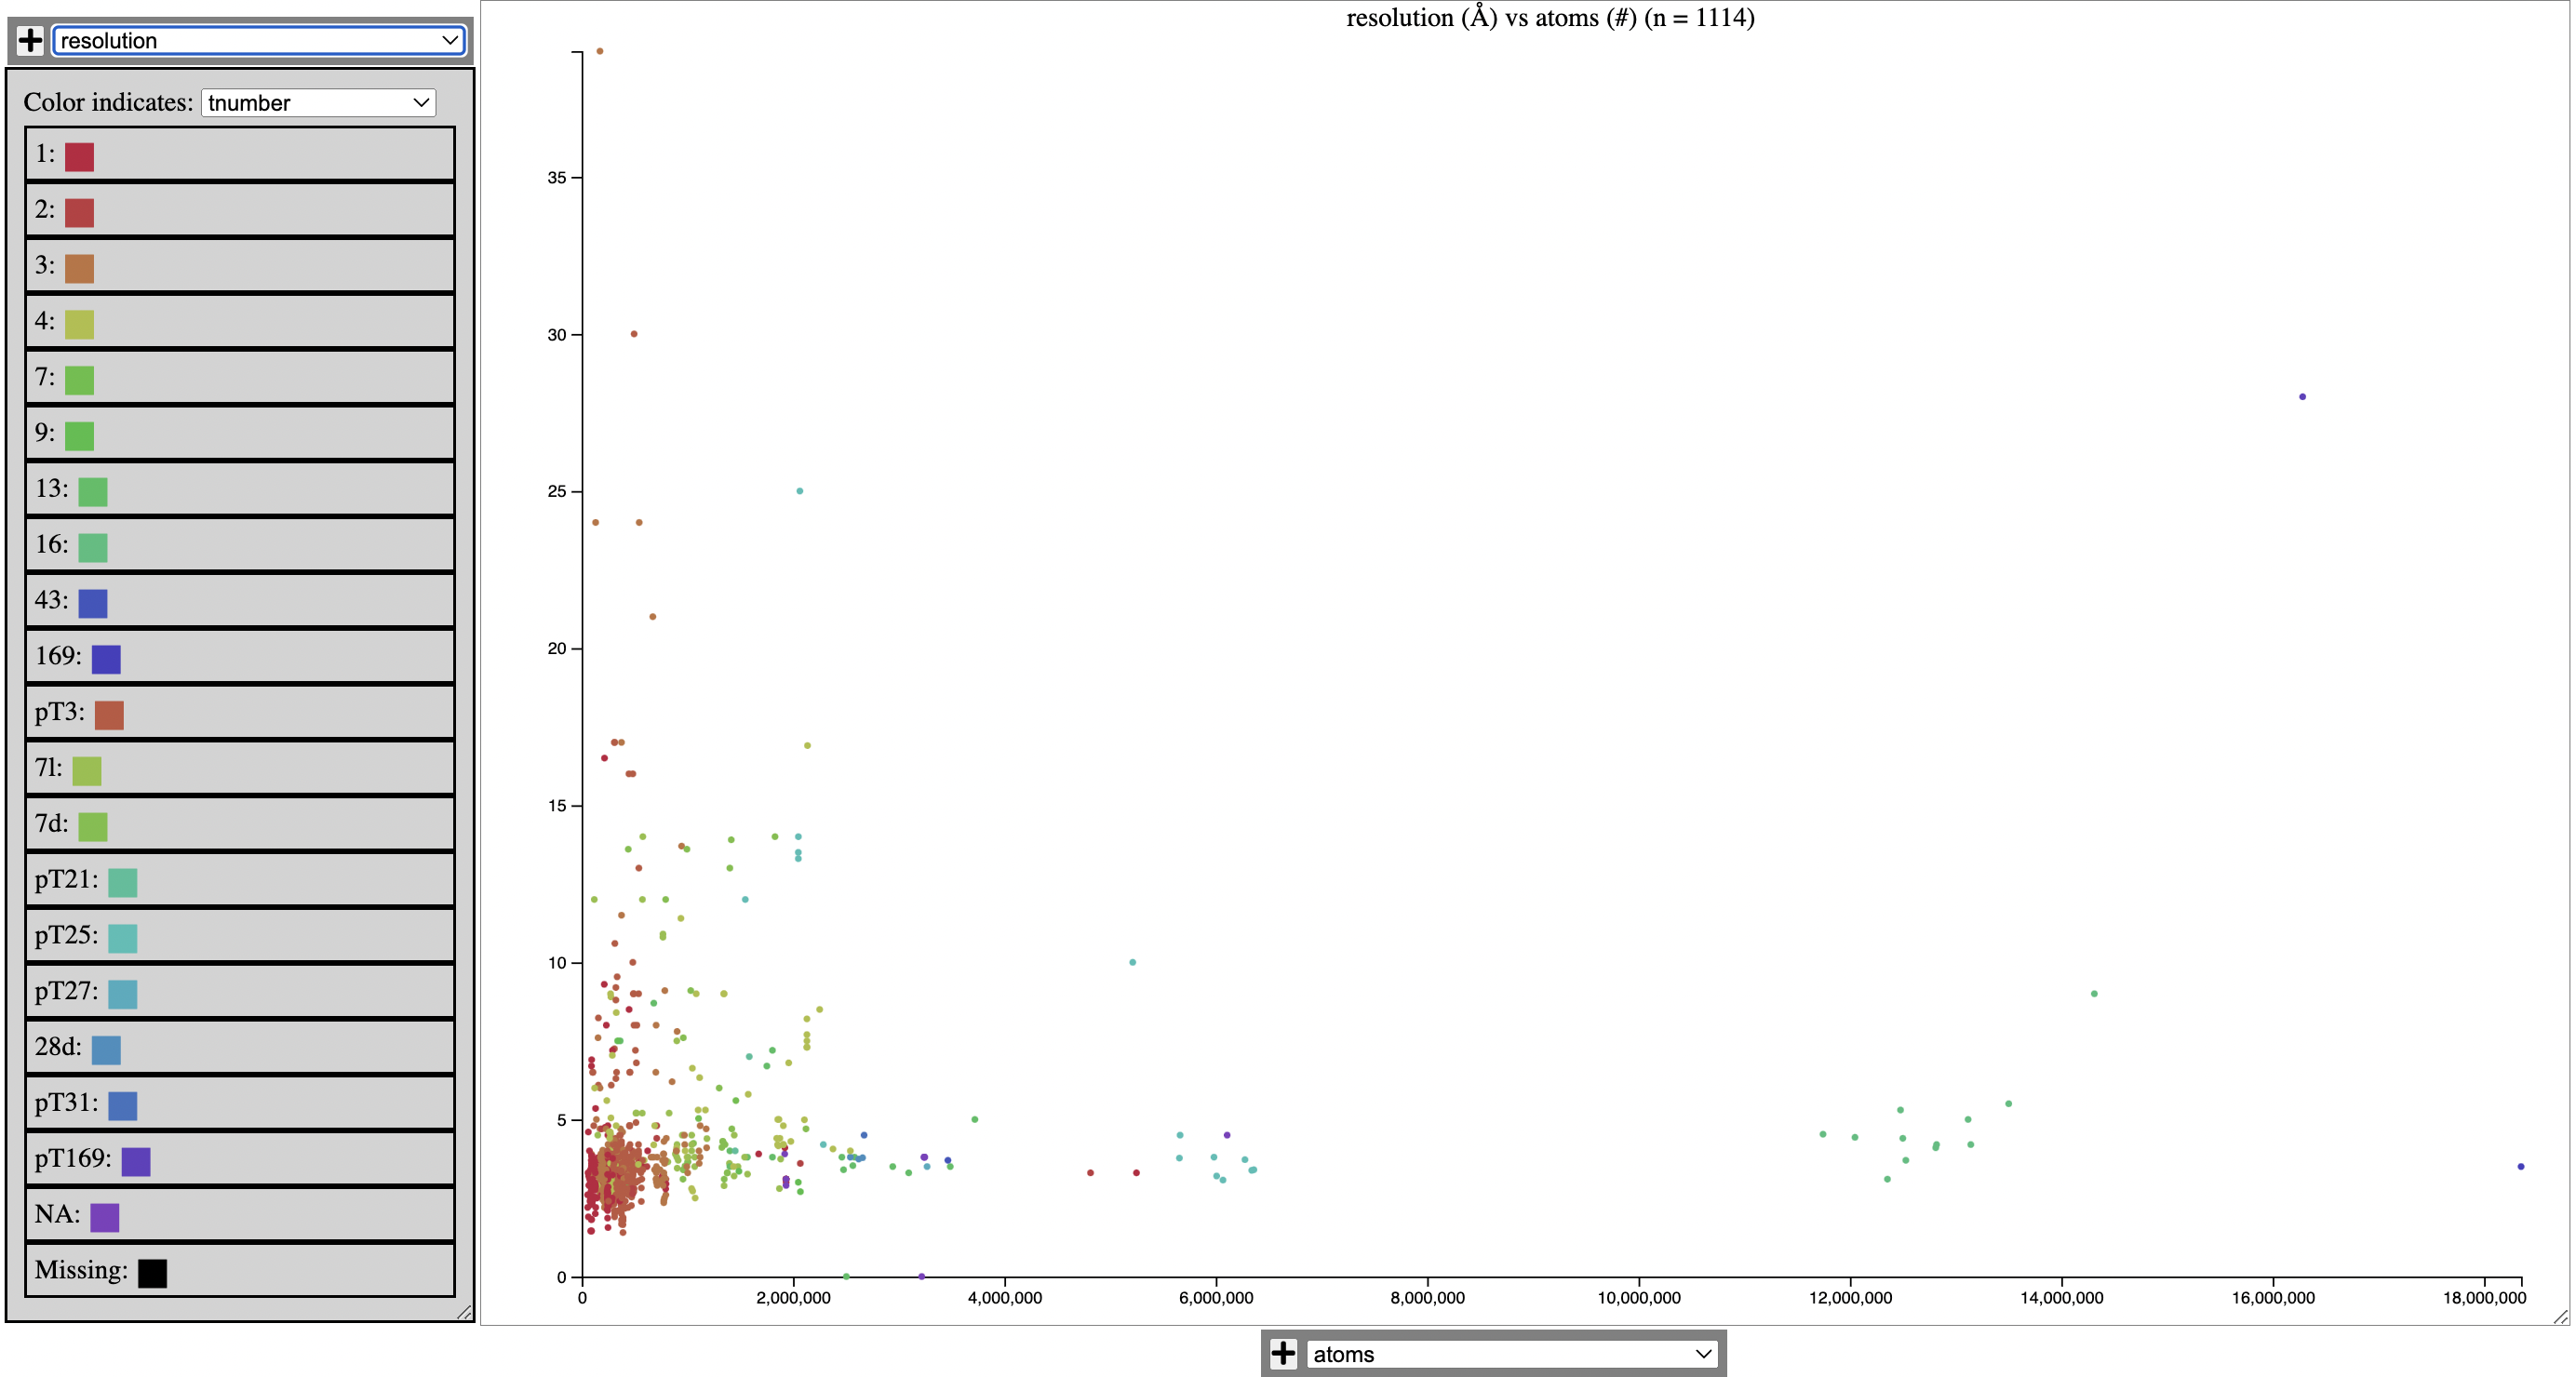 resolution
Color indicates: tnumber
1:
2:
3:
4:
7:
9:
13:
16:
43:
169:
pT3:
7l:
7d:
pT21:
pT25:
pT27:
28d:
pT31:
pT169:
NA:
Missing:
resolution (Å) vs atoms (#) (n = 1114)
35
30
25
20
15
10
5
0
0 2,000,000 4,000,000 6,000,000 8,000,000 10,000,000 12,000,000 14,000,000 16,000,000 18,000,000
atoms